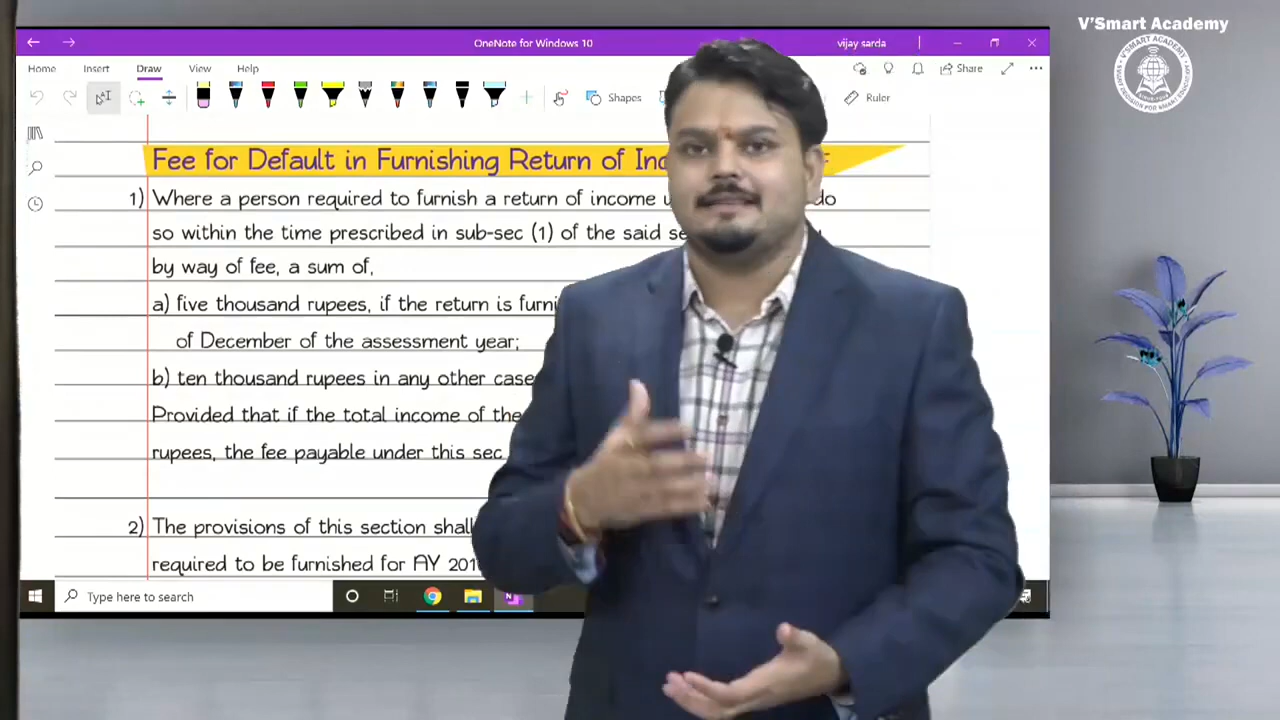 V'Smart Academy
OneNote for Windows 10
vijay sarda
Home Insert Draw View Help
Share
Shapes
Ruler
Fee for Default in Furnishing Return of
1) Where a person required to furnish a return of income do
so within the time prescribed in sub-sec (1) of the said
by way of fee, a sum of,
a) five thousand rupees, if the return is
of December of the assessment year;
b) ten thousand rupees in any other case
Provided that if the total income of the
rupees, the fee payable under this sec
2) The provisions of this section shall
required to be furnished for AY
Type here to search